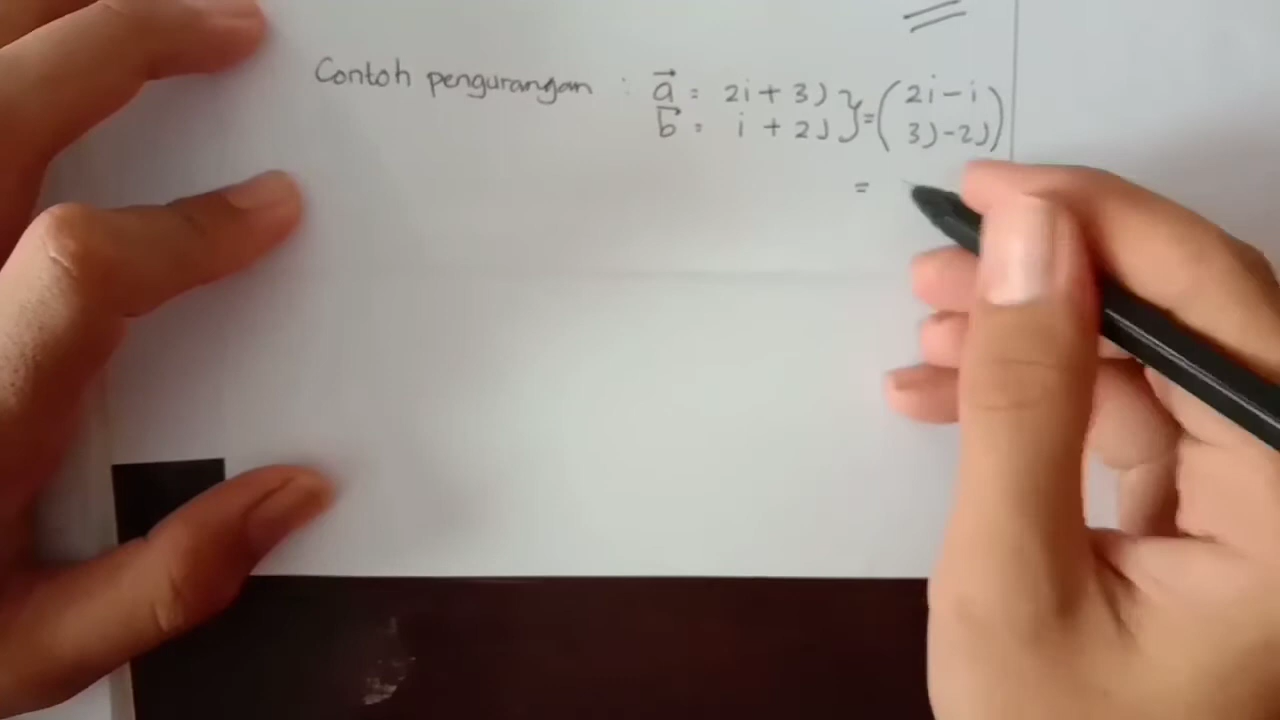 Contoh pengurangan : a⃗ = 2i + 3j } = ( 2i - i
b⃗ = i + 2j } = ( 3j - 2j )
=